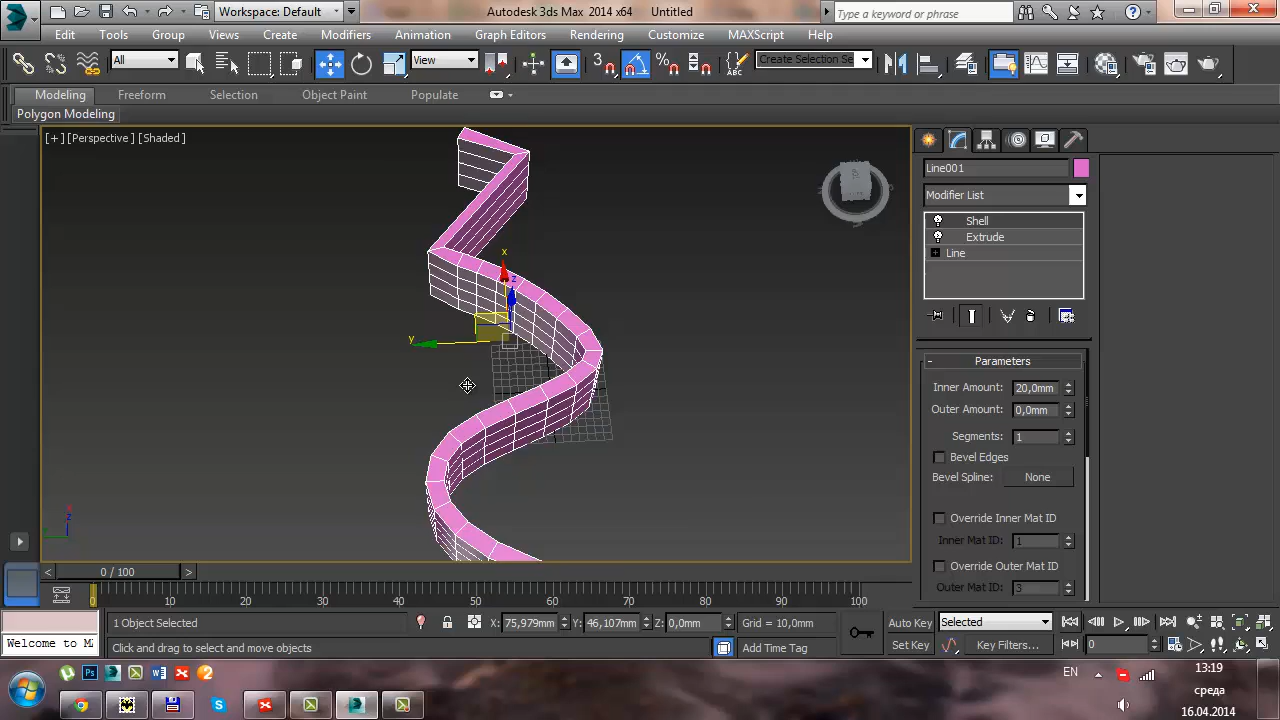 Workspace: Default
Autodesk 3ds Max 2014 x64 Untitled
Type a keyword or phrase
Edit Tools Group Views Create Modifiers Animation Graph Editors Rendering Customize MAXScript Help
All
View
3
Create Selection Se
Modeling Freeform Selection Object Paint Populate
Polygon Modeling
[+] [Perspective] [Shaded]
x
z
y
Line001
Modifier List
Shell
Extrude
Line
Parameters
Inner Amount: 20,0mm
Outer Amount: 0,0mm
Segments: 1
Bevel Edges
Bevel Spline: None
Override Inner Mat ID
Inner Mat ID: 1
Override Outer Mat ID
Outer Mat ID: 3
0 / 100
0 10 20 30 40 50 60 70 80 90 100
1 Object Selected
X: 75,979mm Y: 46,107mm Z: 0,0mm Grid = 10,0mm
Auto Key Selected
Welcome to Mi
Click and drag to select and move objects
Add Time Tag
Set Key Key Filters... 0
EN
13:19
среда
16.04.2014